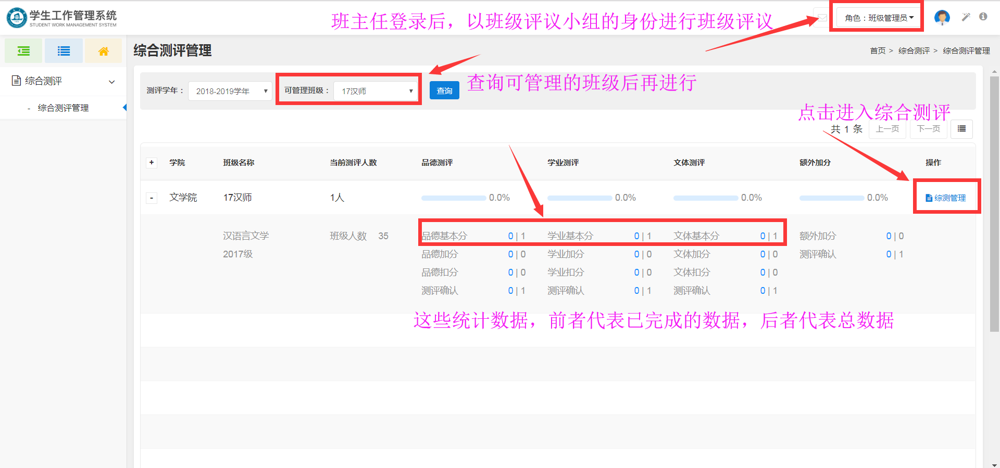 学生工作管理系统
STUDENT WORK MANAGEMENT SYSTEM
班主任登录后，以班级评议小组的身份进行班级评议
角色：班级管理员
综合测评管理
首页 > 综合测评 > 综合测评管理
综合测评
- 综合测评管理
测评学年： 2018-2019学年 可管理班级： 17汉师 查询
查询可管理的班级后再进行
点击进入综合测评
共 1 条 上一页 下一页
+ 学院 班级名称 当前测评人数 品德测评 学业测评 文体测评 额外加分 操作
- 文学院 17汉师 1人 0.0% 0.0% 0.0% 0.0% 综测管理
汉语言文学 班级人数 35 品德基本分 0 | 1 学业基本分 0 | 1 文体基本分 0 | 1 额外加分 0 | 0
2017级 品德加分 0 | 0 学业加分 0 | 0 文体加分 0 | 0 测评确认 0 | 1
品德扣分 0 | 0 学业扣分 0 | 0 文体扣分 0 | 0
测评确认 0 | 1 测评确认 0 | 1 测评确认 0 | 1
这些统计数据，前者代表已完成的数据，后者代表总数据